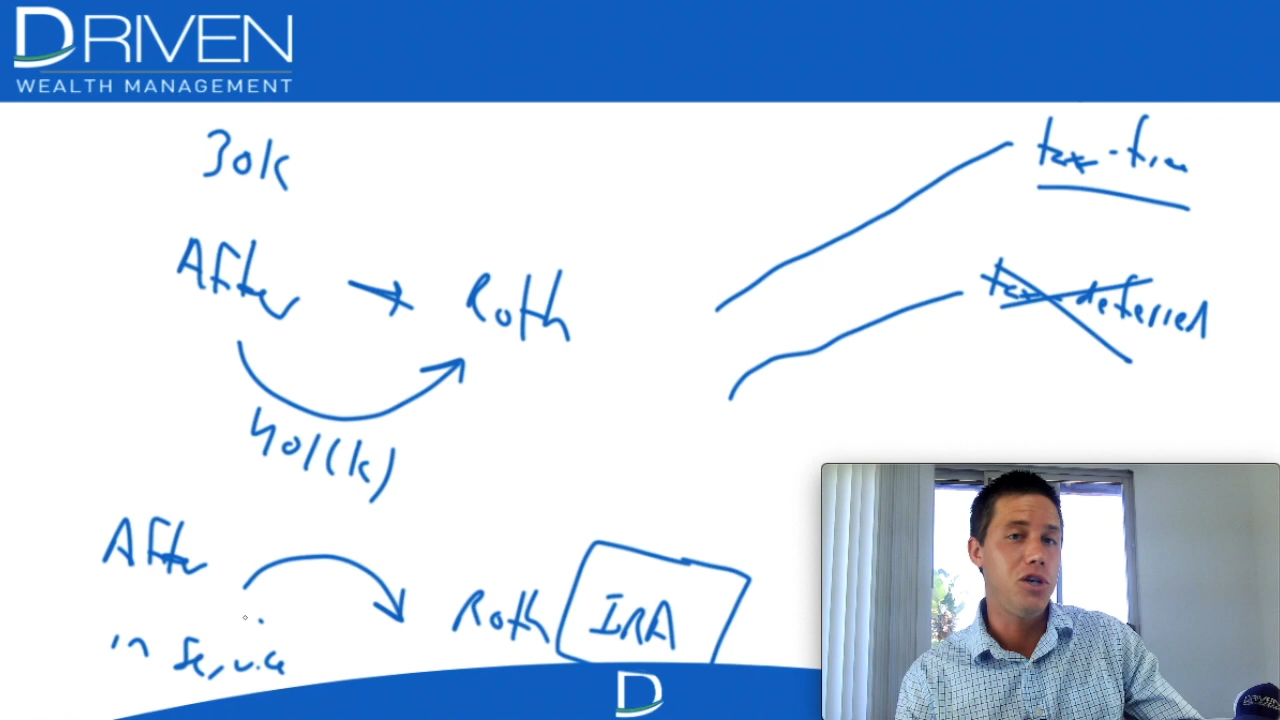 DRIVEN
WEALTH MANAGEMENT
30k
After → Roth
401(k)
tax-free
tax deferred
After
in service
Roth IRA
D